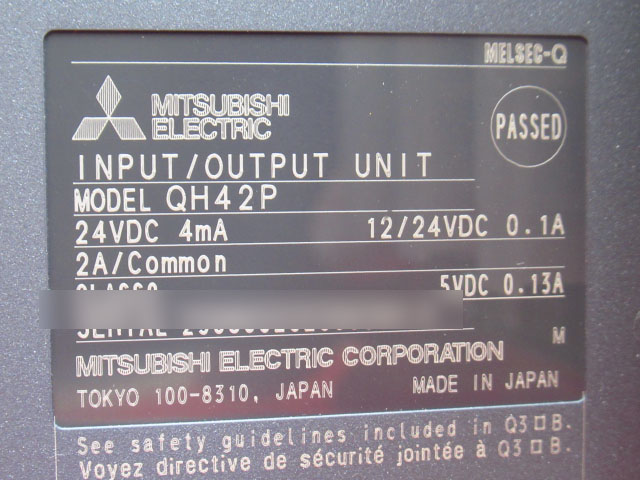 MELSEC-Q
MITSUBISHI
ELECTRIC
PASSED
INPUT/OUTPUT UNIT
MODEL QH42P
24VDC 4mA 12/24VDC 0.1A
2A/Common
5VDC 0.13A
SERIAL
M
MITSUBISHI ELECTRIC CORPORATION
TOKYO 100-8310, JAPAN MADE IN JAPAN
See safety guidelines included in Q3□B.
Voyez directive de sécurité jointée à Q3□B.